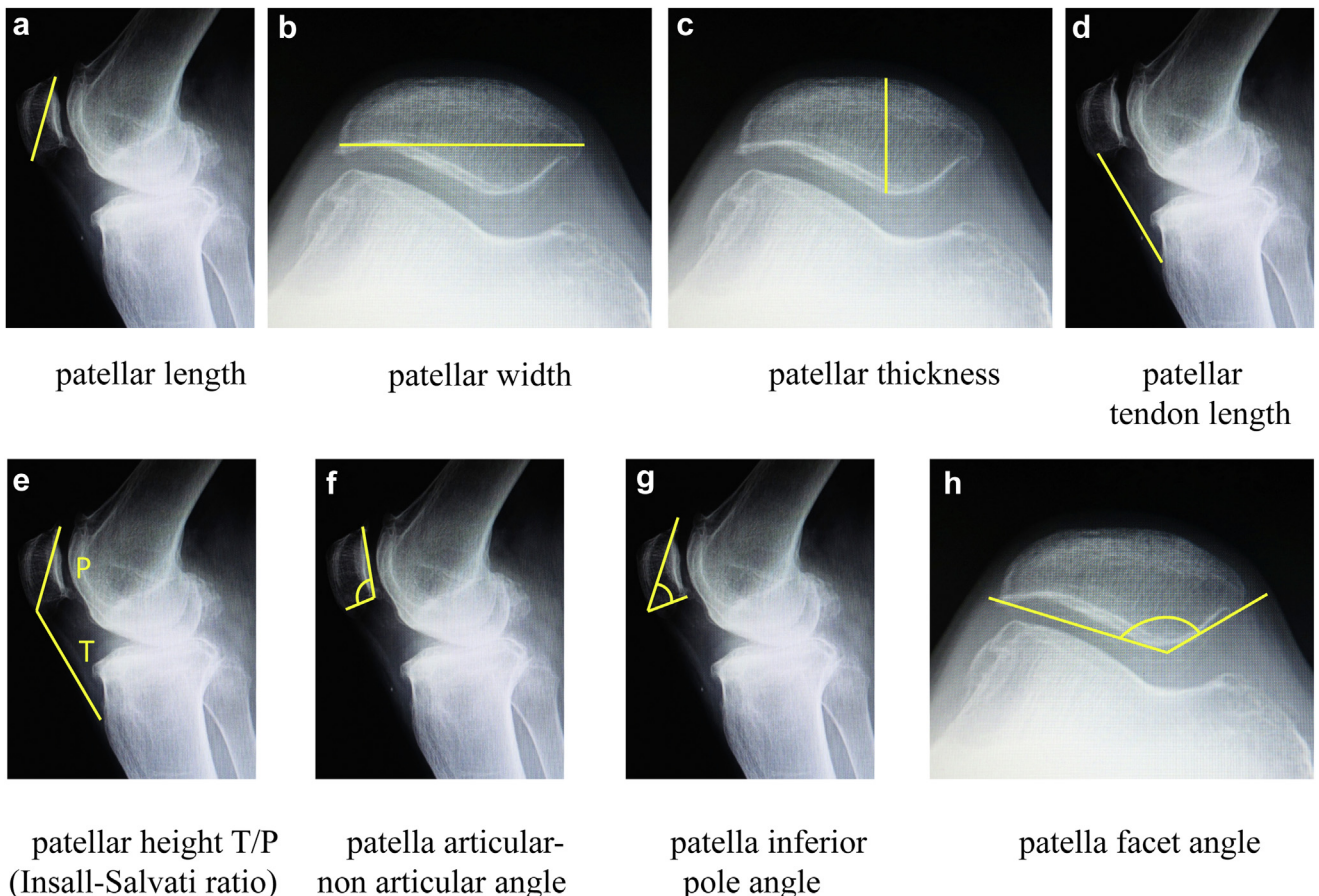 a
b
c
d
patellar length
patellar width
patellar thickness
patellar
tendon length
e
P
T
f
g
h
patellar height T/P
(Insall-Salvati ratio)
patella articular-
non articular angle
patella inferior
pole angle
patella facet angle